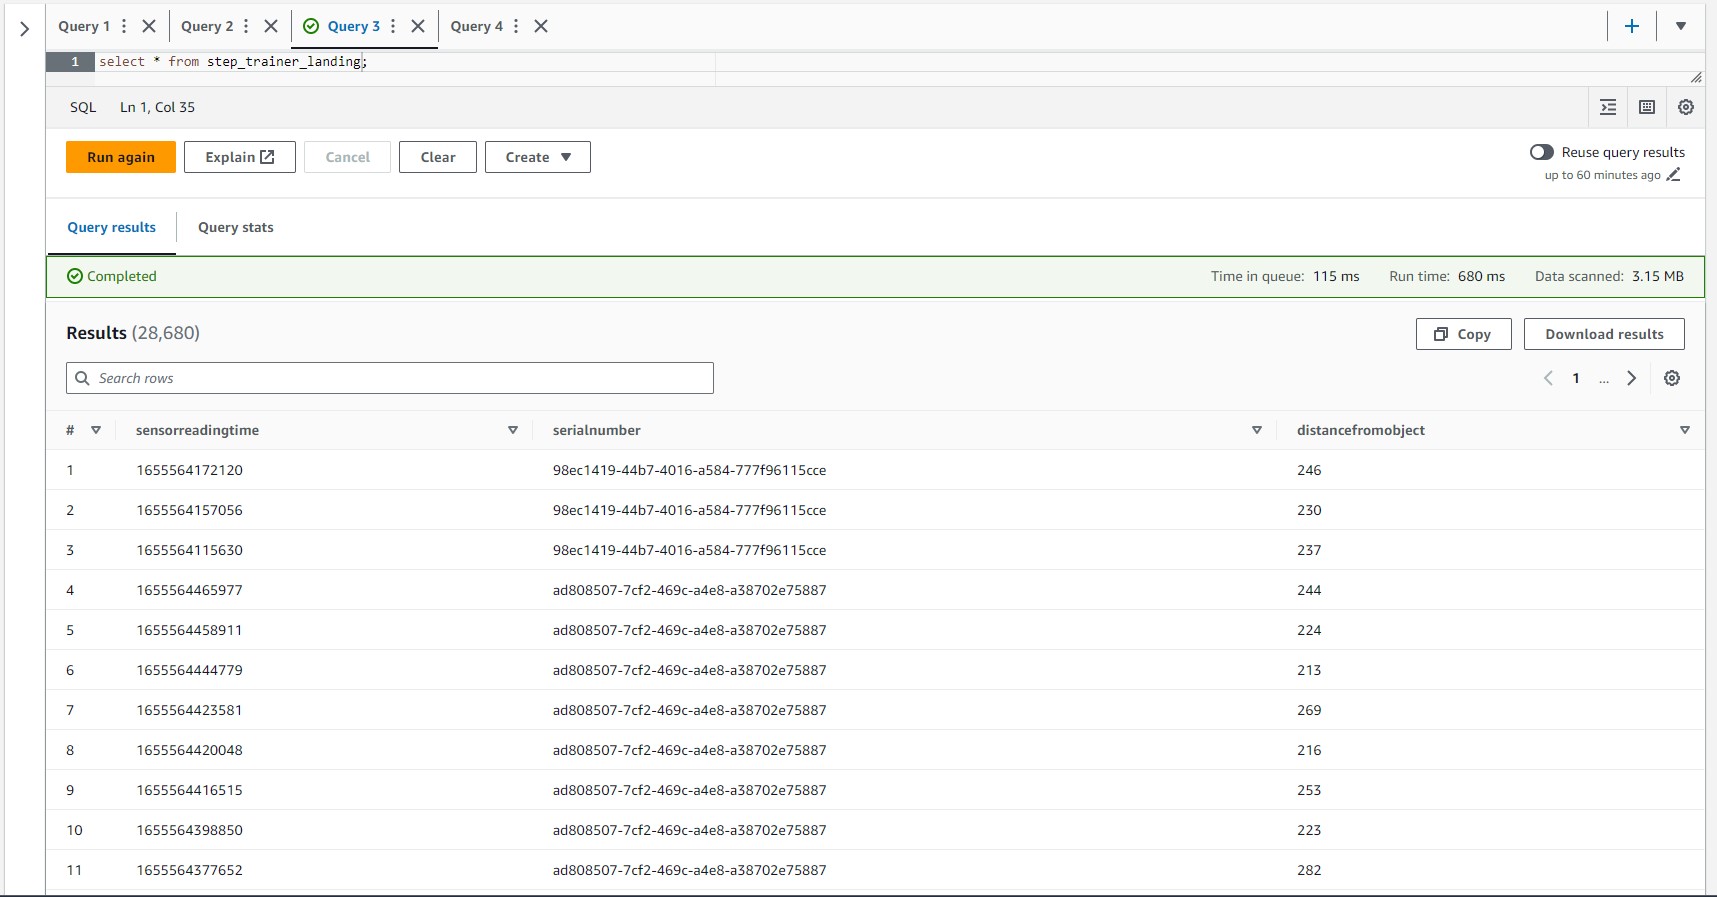 Query 1 Query 2 Query 3 Query 4
1 select * from step_trainer_landing;
SQL Ln 1, Col 35
Run again Explain Cancel Clear Create Reuse query results
up to 60 minutes ago
Query results Query stats
Completed Time in queue: 115 ms Run time: 680 ms Data scanned: 3.15 MB
Results (28,680) Copy Download results
Search rows 1 ...
# sensorreadingtime serialnumber distancefromobject
1 1655564172120 98ec1419-44b7-4016-a584-777f96115cce 246
2 1655564157056 98ec1419-44b7-4016-a584-777f96115cce 230
3 1655564115630 98ec1419-44b7-4016-a584-777f96115cce 237
4 1655564465977 ad808507-7cf2-469c-a4e8-a38702e75887 244
5 1655564458911 ad808507-7cf2-469c-a4e8-a38702e75887 224
6 1655564444779 ad808507-7cf2-469c-a4e8-a38702e75887 213
7 1655564423581 ad808507-7cf2-469c-a4e8-a38702e75887 269
8 1655564420048 ad808507-7cf2-469c-a4e8-a38702e75887 216
9 1655564416515 ad808507-7cf2-469c-a4e8-a38702e75887 253
10 1655564398850 ad808507-7cf2-469c-a4e8-a38702e75887 223
11 1655564377652 ad808507-7cf2-469c-a4e8-a38702e75887 282